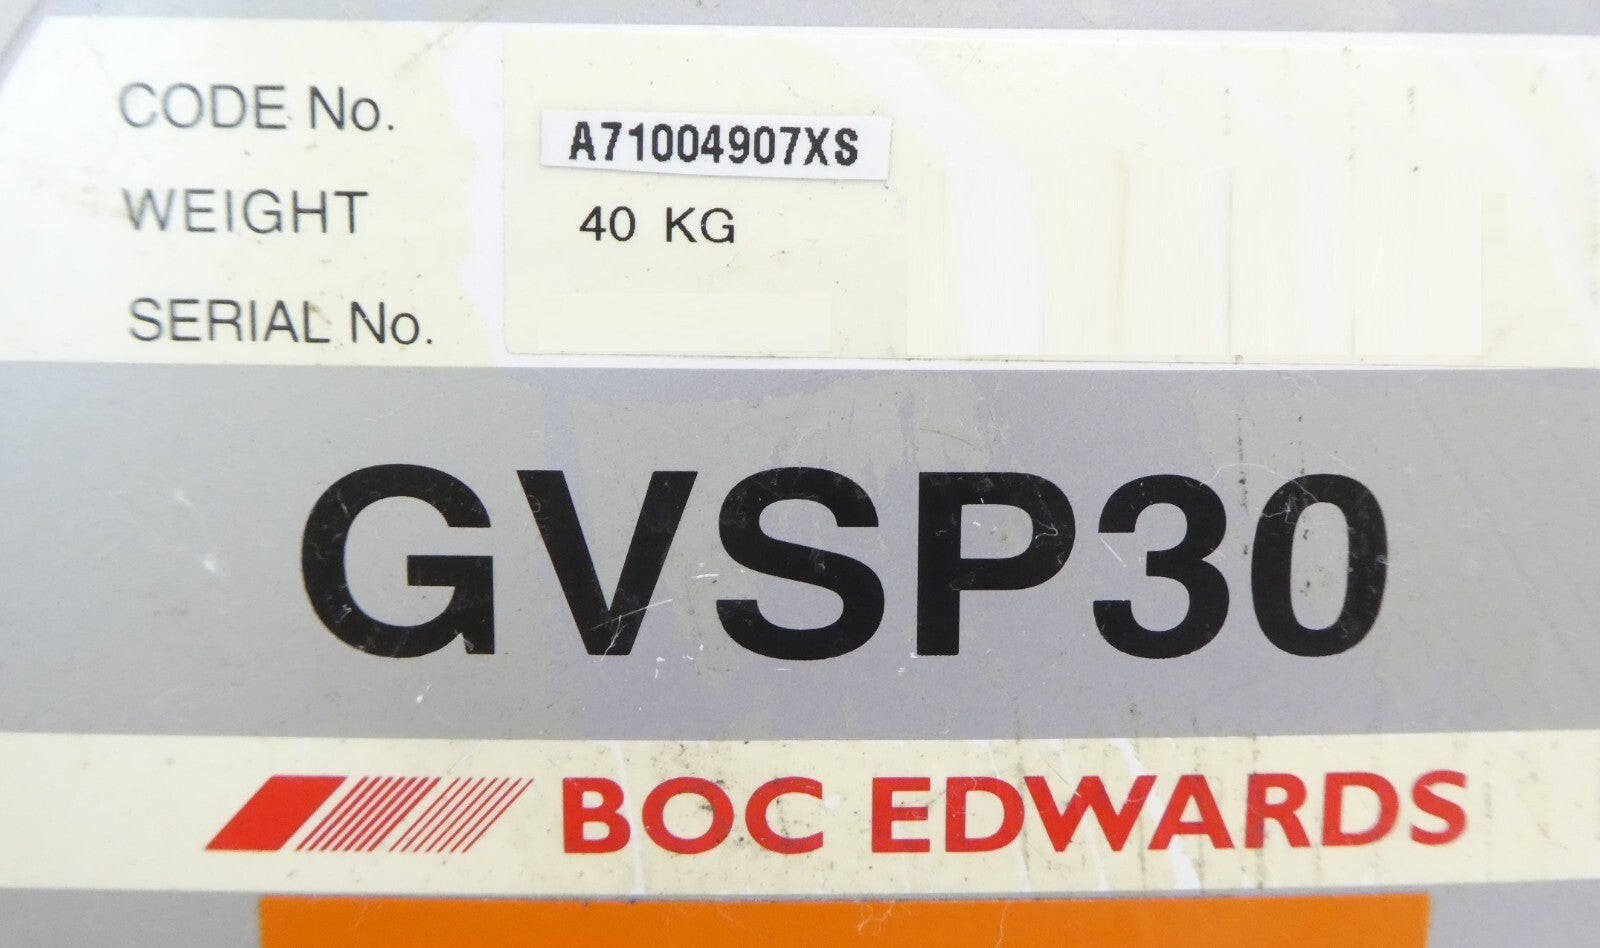 CODE No.
A71004907XS
WEIGHT
40 KG
SERIAL No.
GVSP30
BOC EDWARDS